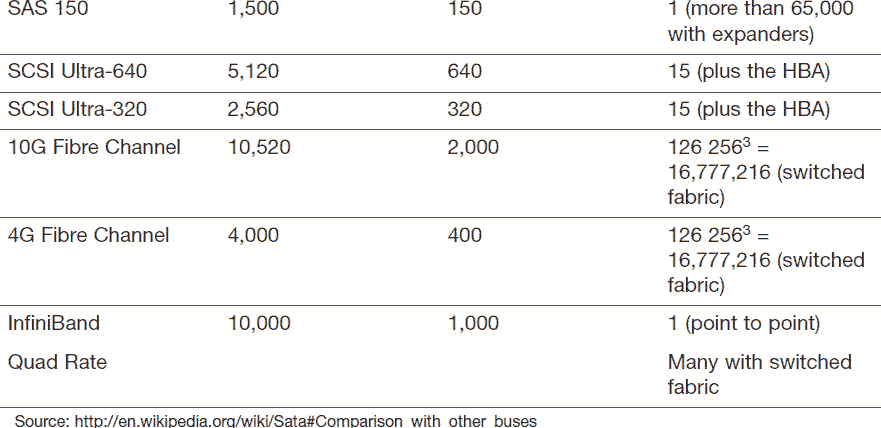 SAS 150 1,500 150 1 (more than 65,000
with expanders)
SCSI Ultra-640 5,120 640 15 (plus the HBA)
SCSI Ultra-320 2,560 320 15 (plus the HBA)
10G Fibre Channel 10,520 2,000 126 256³ =
16,777,216 (switched
fabric)
4G Fibre Channel 4,000 400 126 256³ =
16,777,216 (switched
fabric)
InfiniBand 10,000 1,000 1 (point to point)
Quad Rate Many with switched
fabric
Source: http://en.wikipedia.org/wiki/Sata#Comparison_with_other_buses